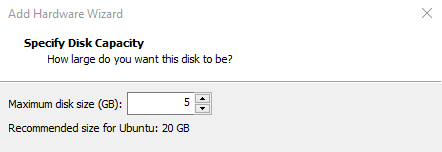 Add Hardware Wizard
Specify Disk Capacity
How large do you want this disk to be?
Maximum disk size (GB): 5
Recommended size for Ubuntu: 20 GB